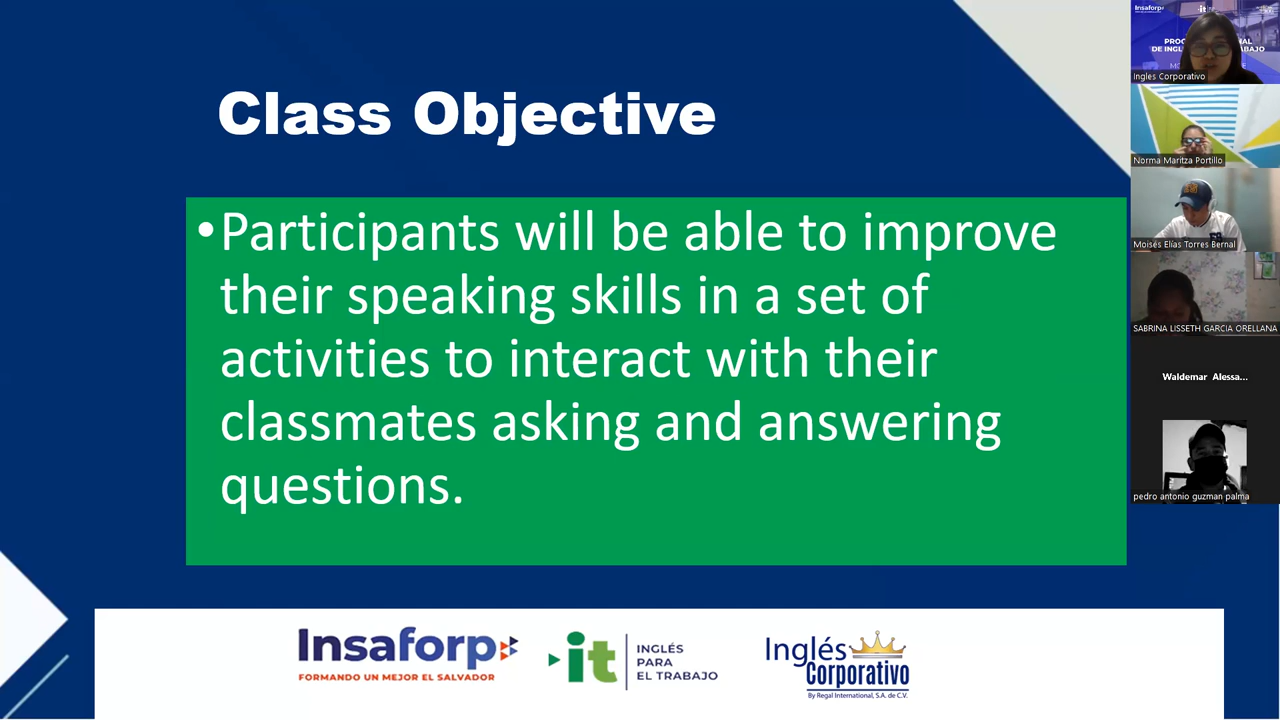 Class Objective
•Participants will be able to improve
their speaking skills in a set of
activities to interact with their
classmates asking and answering
questions.
Insaforp
FORMANDO UN MEJOR EL SALVADOR
it
INGLÉS
PARA
EL TRABAJO
Inglés
Corporativo
By Regal International, S.A. de C.V.
Insaforp
Ingles Corporativo
Norma Maritza Portillo
Moisés Elías Torres Bernal
SABRINA LISSETH GARCIA ORELLANA
Waldemar Alessa...
pedro antonio guzman palma